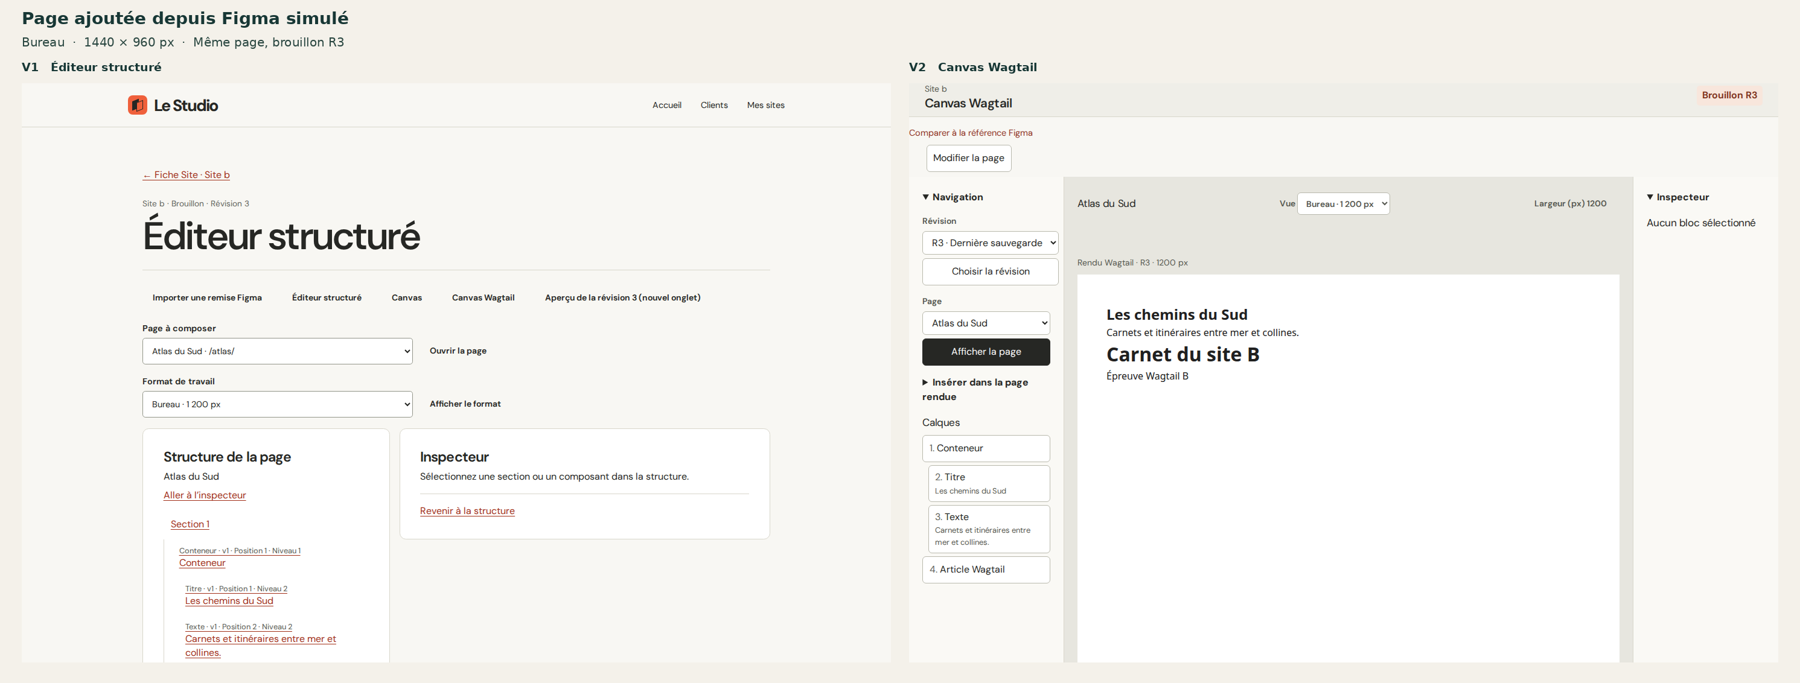 Page ajoutée depuis Figma simulé
Bureau · 1440 × 960 px · Même page, brouillon R3
V1 Éditeur structuré
Le Studio
Accueil Clients Mes sites
← Fiche Site · Site b
Site b · Brouillon · Révision 3
Éditeur structuré
Importer une remise Figma Éditeur structuré Canvas Canvas Wagtail Aperçu de la révision 3 (nouvel onglet)
Page à composer
Atlas du Sud · /atlas/ Ouvrir la page
Format de travail
Bureau · 1 200 px Afficher le format
Structure de la page
Atlas du Sud
Aller à l’inspecteur
Section 1
Conteneur · v1 · Position 1 · Niveau 1
Conteneur
Titre · v1 · Position 1 · Niveau 2
Les chemins du Sud
Texte · v1 · Position 2 · Niveau 2
Carnets et itinéraires entre mer et
collines.
Inspecteur
Sélectionnez une section ou un composant dans la structure.
Revenir à la structure
V2 Canvas Wagtail
Site b
Canvas Wagtail
Brouillon R3
Comparer à la référence Figma
Modifier la page
▼ Navigation
Révision
R3 · Dernière sauvegarde
Choisir la révision
Page
Atlas du Sud
Afficher la page
▶ Insérer dans la page
rendue
Calques
1. Conteneur
2. Titre
Les chemins du Sud
3. Texte
Carnets et itinéraires entre
mer et collines.
4. Article Wagtail
Atlas du Sud Vue Bureau · 1 200 px Largeur (px) 1200
Rendu Wagtail · R3 · 1200 px
Les chemins du Sud
Carnets et itinéraires entre mer et collines.
Carnet du site B
Épreuve Wagtail B
▼ Inspecteur
Aucun bloc sélectionné